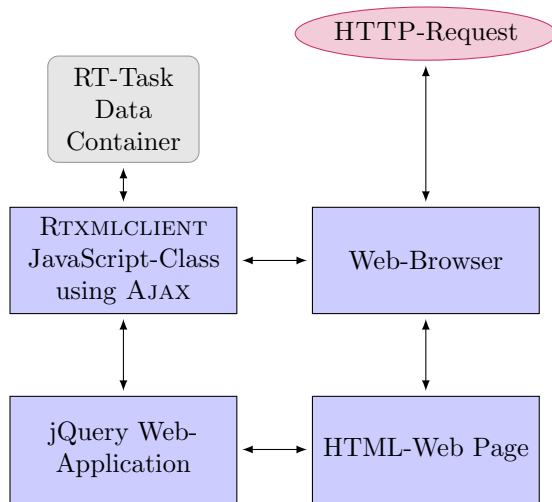 HTTP-Request
RT-Task
Data
Container
RTXMLCLIENT
JavaScript-Class
using AJAX
Web-Browser
jQuery Web-
Application
HTML-Web Page